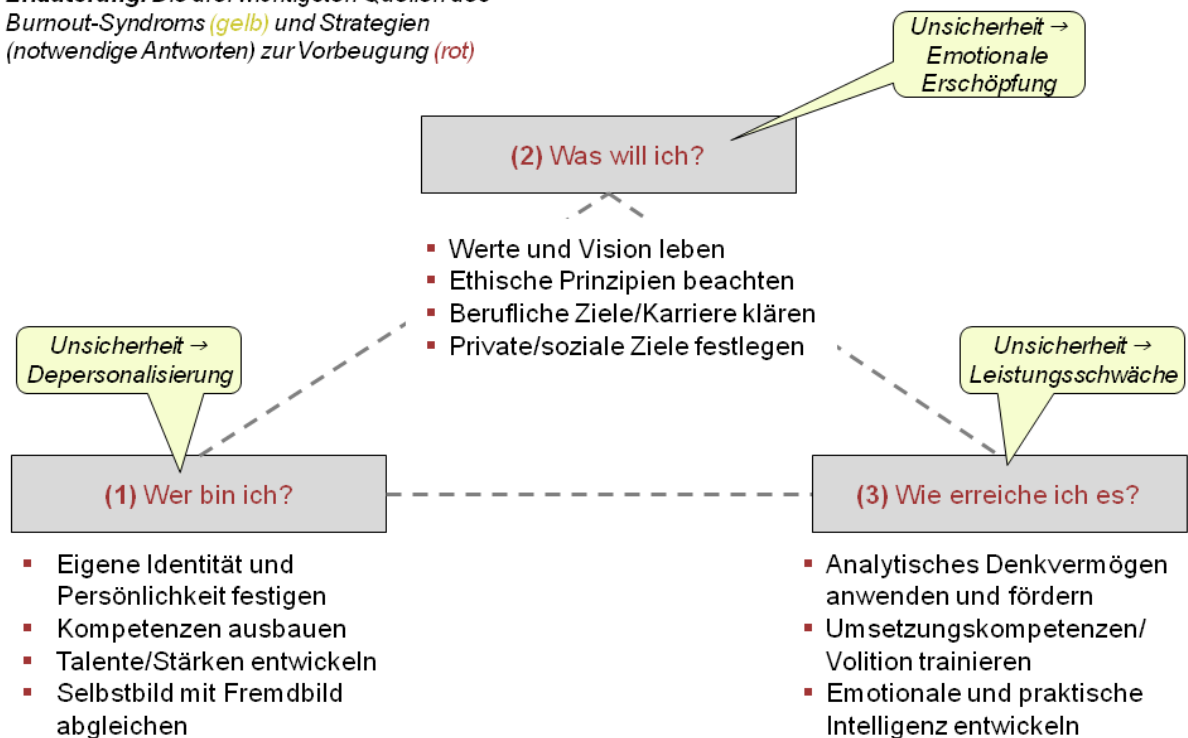 Burnout-Syndroms (gelb) und Strategien
(notwendige Antworten) zur Vorbeugung (rot)
Unsicherheit →
Emotionale
Erschöpfung
(2) Was will ich?
▪ Werte und Vision leben
▪ Ethische Prinzipien beachten
▪ Berufliche Ziele/Karriere klären
▪ Private/soziale Ziele festlegen
Unsicherheit →
Depersonalisierung
Unsicherheit →
Leistungsschwäche
(1) Wer bin ich?
(3) Wie erreiche ich es?
▪ Eigene Identität und
Persönlichkeit festigen
▪ Kompetenzen ausbauen
▪ Talente/Stärken entwickeln
▪ Selbstbild mit Fremdbild
abgleichen
▪ Analytisches Denkvermögen
anwenden und fördern
▪ Umsetzungskompetenzen/
Volition trainieren
▪ Emotionale und praktische
Intelligenz entwickeln